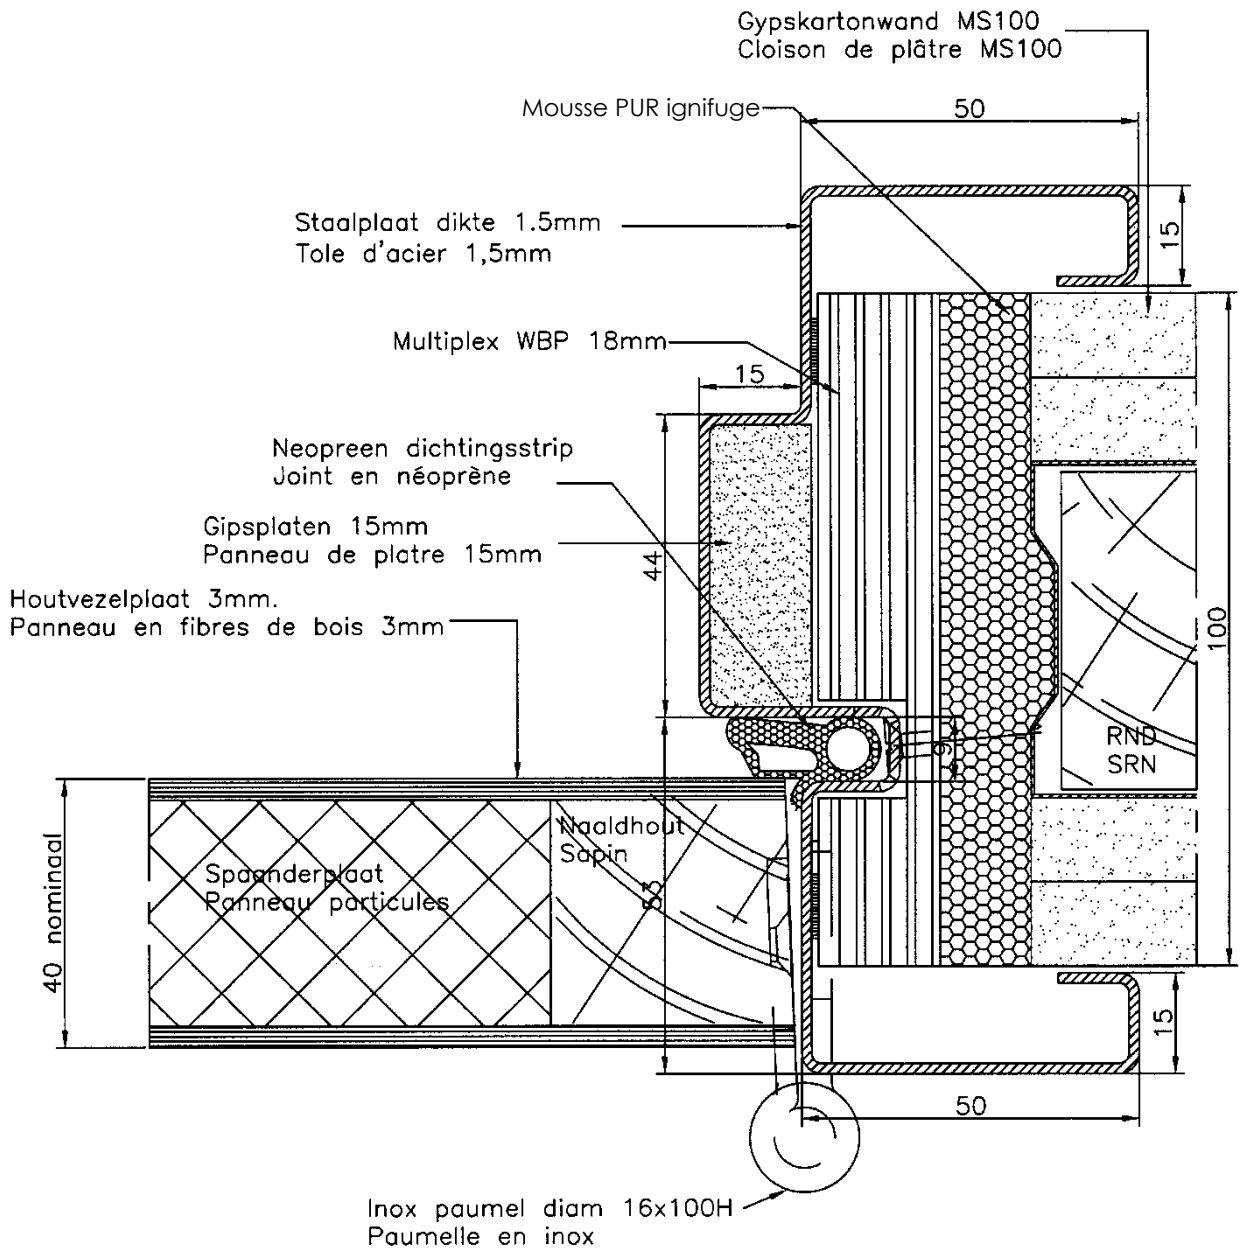 Gypskartonwand MS100
Cloison de plâtre MS100
Mousse PUR ignifuge
50
Staalplaat dikte 1.5mm
Tole d'acier 1,5mm
15
Multiplex WBP 18mm
15
Neopreen dichtingsstrip
Joint en néoprène
Gipsplaten 15mm
Panneau de platre 15mm
44
Houtvezelplaat 3mm.
Panneau en fibres de bois 3mm
100
RND
SRN
9
Naaldhout
Sapin
Spaanderplaat
Panneau particules
53
40 nominaal
15
50
Inox paumel diam 16x100H
Paumelle en inox